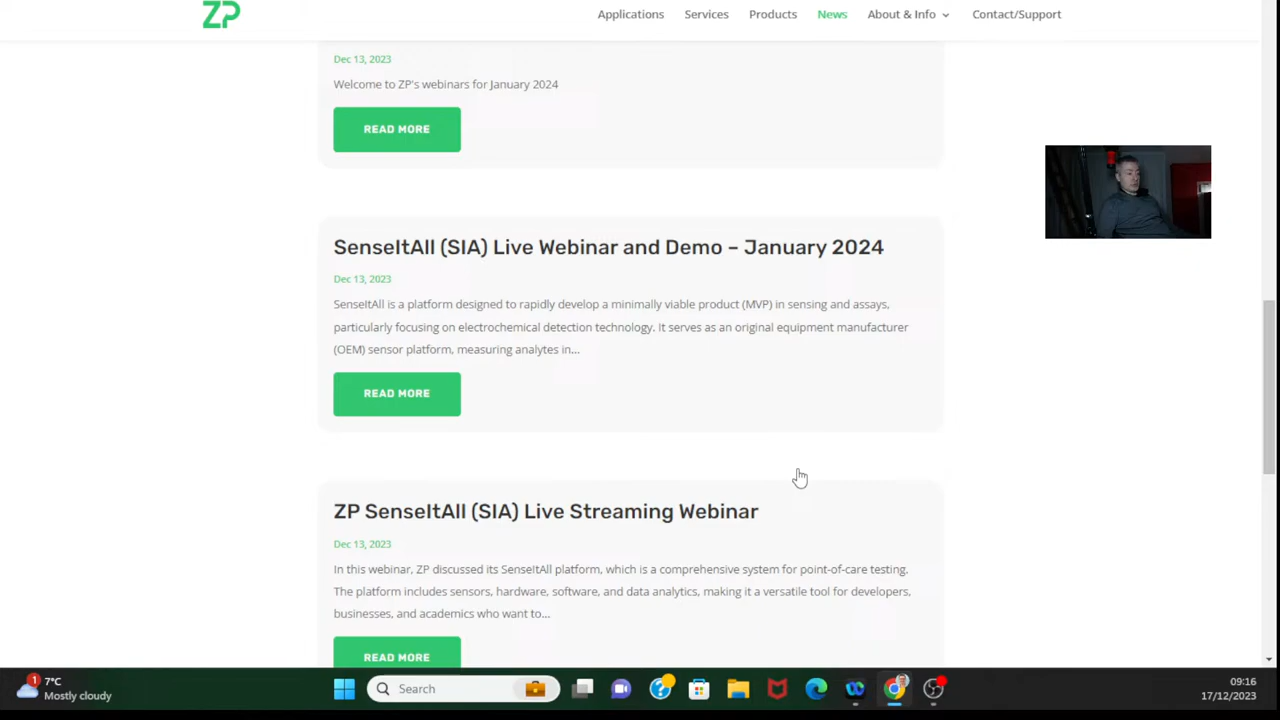 ZP
Applications
Services
Products
News
About & Info
Contact/Support
Dec 13, 2023
Welcome to ZP's webinars for January 2024
READ MORE
SenseItAll (SIA) Live Webinar and Demo – January 2024
Dec 13, 2023
SenseItAll is a platform designed to rapidly develop a minimally viable product (MVP) in sensing and assays,
particularly focusing on electrochemical detection technology. It serves as an original equipment manufacturer
(OEM) sensor platform, measuring analytes in...
READ MORE
ZP SenseItAll (SIA) Live Streaming Webinar
Dec 13, 2023
In this webinar, ZP discussed its SenseItAll platform, which is a comprehensive system for point-of-care testing.
The platform includes sensors, hardware, software, and data analytics, making it a versatile tool for developers,
businesses, and academics who want to...
READ MORE
1
7°C
Mostly cloudy
Search
09:16
17/12/2023